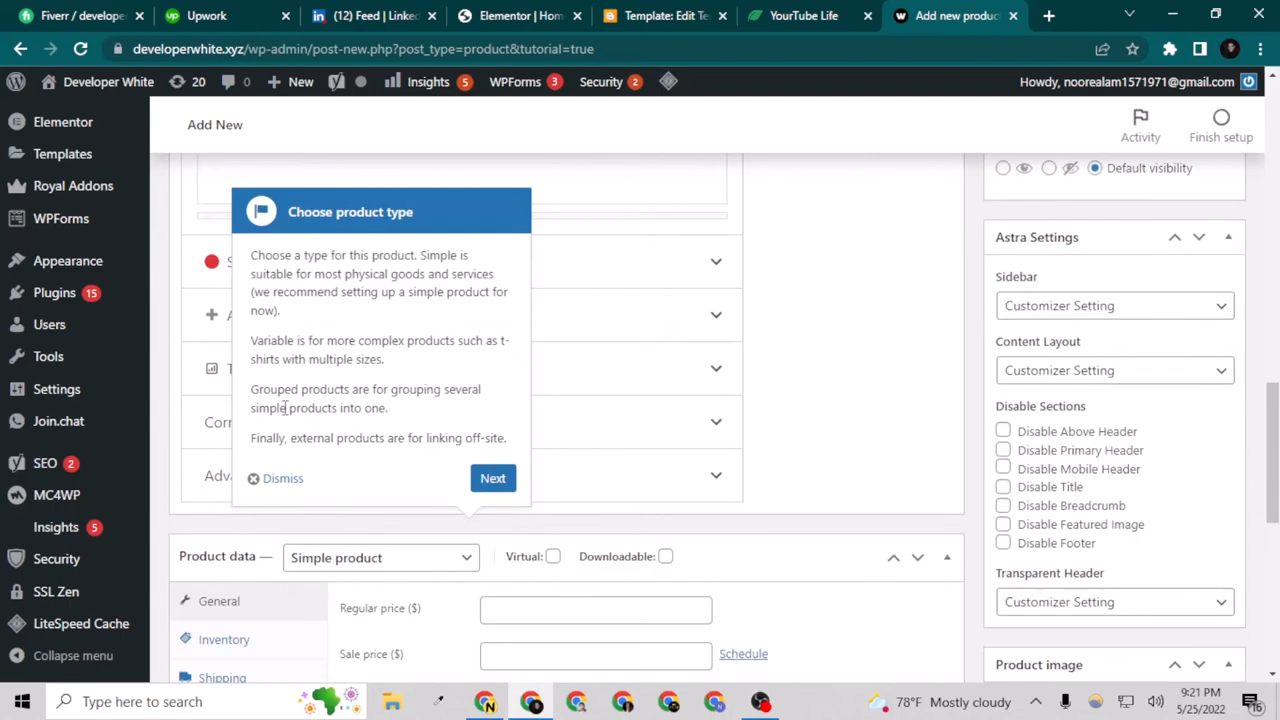 Fiverr / Dashboard
Upwork
(12) Feed | Linked
Elementor | Hom
Template: Edit Te
YouTube Life
Add new produc
developerwhite.xyz/wp-admin/post-new.php?post_type=product&tutorial=true
Developer White
20
0
New
Insights 5
WPForms 3
Security 2
Howdy, noorealam1571971@gmail.com
Elementor
Templates
Royal Addons
WPForms
Appearance
Plugins 15
Users
Tools
Settings
Join.chat
SEO 2
MC4WP
Insights 5
Security
SSL Zen
LiteSpeed Cache
Collapse menu
Add New
Activity
Finish setup
Choose product type
Choose a type for this product. Simple is
suitable for most physical goods and services
(we recommend setting up a simple product for
now).
Variable is for more complex products such as t-
shirts with multiple sizes.
Grouped products are for grouping several
simple products into one.
Finally, external products are for linking off-site.
Dismiss
Next
S
A
T
Corr
Adv
Product data —
Simple product
Virtual:
Downloadable:
General
Inventory
Shipping
Regular price ($)
Sale price ($)
Schedule
Default visibility
Astra Settings
Sidebar
Customizer Setting
Content Layout
Customizer Setting
Disable Sections
Disable Above Header
Disable Primary Header
Disable Mobile Header
Disable Title
Disable Breadcrumb
Disable Featured Image
Disable Footer
Transparent Header
Customizer Setting
Product image
Type here to search
78°F Mostly cloudy
9:21 PM
5/25/2022
16